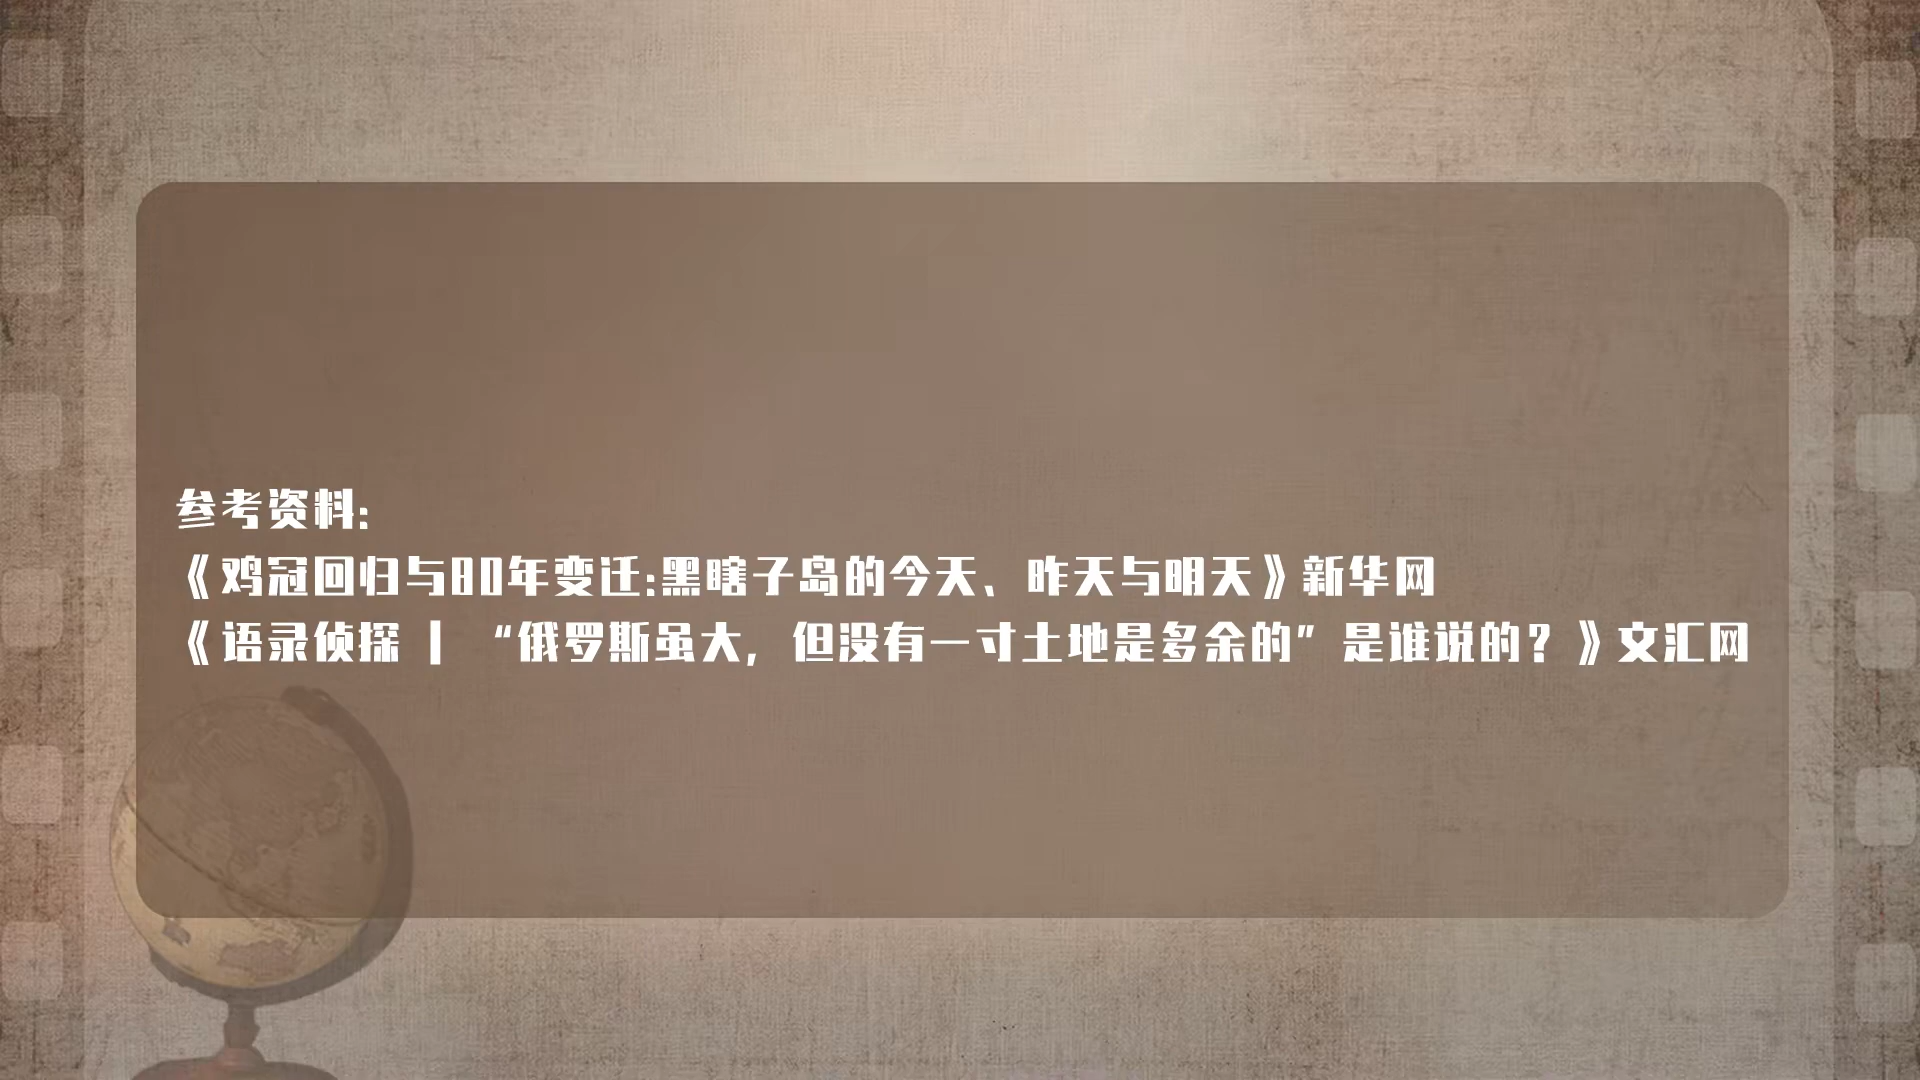 参考资料:
《鸡冠回归与80年变迁:黑瞎子岛的今天、昨天与明天》新华网
《语录侦探 | “俄罗斯虽大，但没有一寸土地是多余的”是谁说的？》文汇网